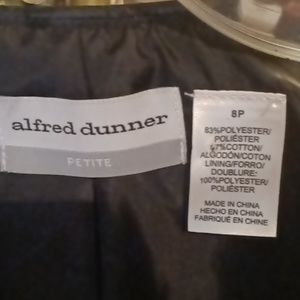 alfred dunner
PETITE
8P
83%POLYESTER/
POLIÉSTER
17%COTTON/
ALGODÓN/COTON
LINING/FORRO/
DOUBLURE:
100%POLYESTER/
POLIÉSTER
MADE IN CHINA
HECHO EN CHINA
FABRIQUÉ EN CHINE